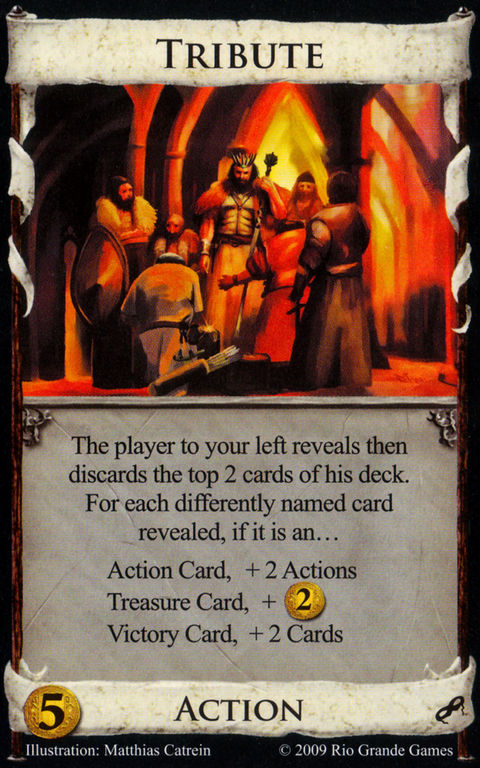 TRIBUTE
The player to your left reveals then
discards the top 2 cards of his deck.
For each differently named card
revealed, if it is an…
Action Card, + 2 Actions
Treasure Card, + 2
Victory Card, + 2 Cards
5 ACTION
Illustration: Matthias Catrein © 2009 Rio Grande Games